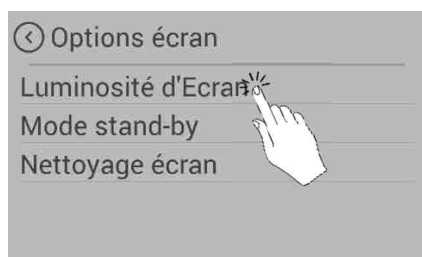 Options écran
Luminosité d'Ecran
Mode stand-by
Nettoyage écran